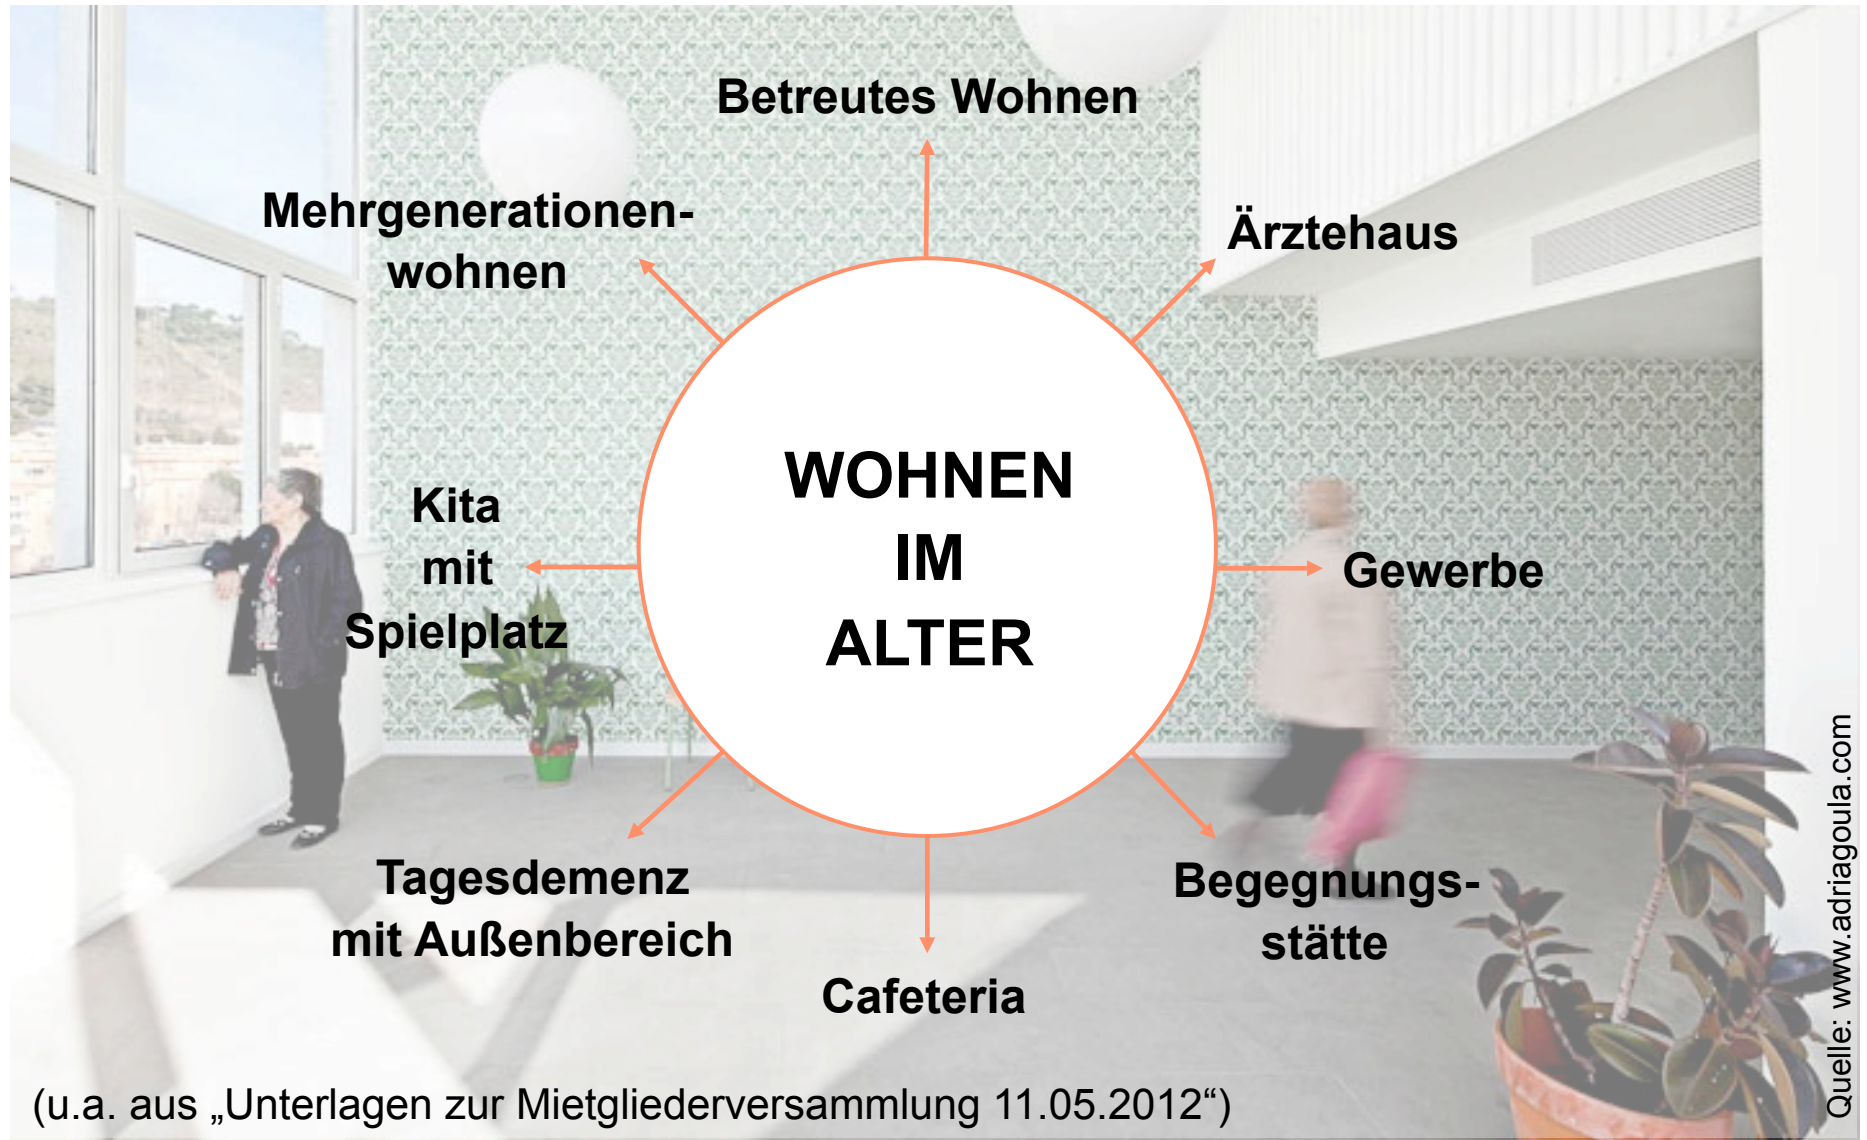 Betreutes Wohnen
Mehrgenerationen-
wohnen
Ärztehaus
WOHNEN
IM
ALTER
Kita
mit
Spielplatz
Gewerbe
Tagesdemenz
mit Außenbereich
Begegnungs-
stätte
Cafeteria
(u.a. aus „Unterlagen zur Mietgliederversammlung 11.05.2012“)
Quelle: www.adriagoula.com